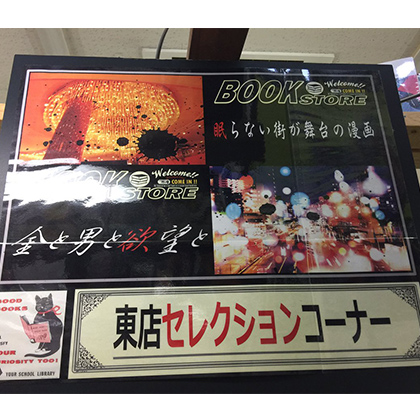 BOOK
STORE
Welcome!!
COME IN!!
眠らない街が舞台の漫画
BOOK
STORE
Welcome!!
COME IN!!
金と男と欲望と
GOOD
BOOKS
YOUR
CURIOSITY TOO!
YOUR SCHOOL LIBRARY
東店セレクションコーナー